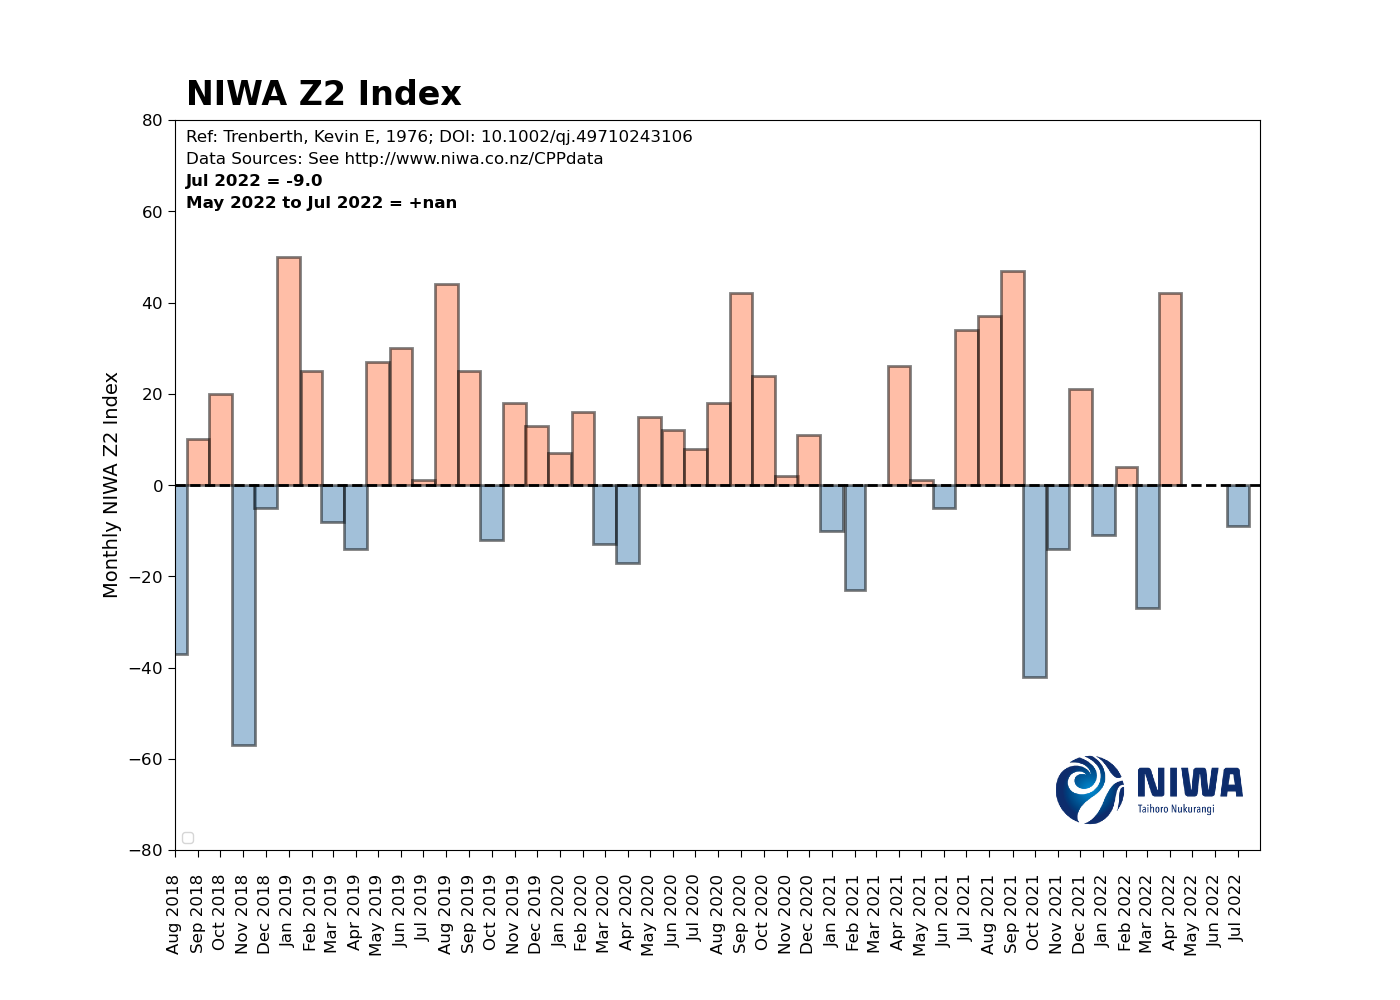 NIWA Z2 Index
Ref: Trenberth, Kevin E, 1976; DOI: 10.1002/qj.49710243106
Data Sources: See http://www.niwa.co.nz/CPPdata
Jul 2022 = -9.0
May 2022 to Jul 2022 = +nan
Monthly NIWA Z2 Index
80
60
40
20
0
−20
−40
−60
−80
NIWA
Taihoro Nukurangi
Aug 2018
Sep 2018
Oct 2018
Nov 2018
Dec 2018
Jan 2019
Feb 2019
Mar 2019
Apr 2019
May 2019
Jun 2019
Jul 2019
Aug 2019
Sep 2019
Oct 2019
Nov 2019
Dec 2019
Jan 2020
Feb 2020
Mar 2020
Apr 2020
May 2020
Jun 2020
Jul 2020
Aug 2020
Sep 2020
Oct 2020
Nov 2020
Dec 2020
Jan 2021
Feb 2021
Mar 2021
Apr 2021
May 2021
Jun 2021
Jul 2021
Aug 2021
Sep 2021
Oct 2021
Nov 2021
Dec 2021
Jan 2022
Feb 2022
Mar 2022
Apr 2022
May 2022
Jun 2022
Jul 2022